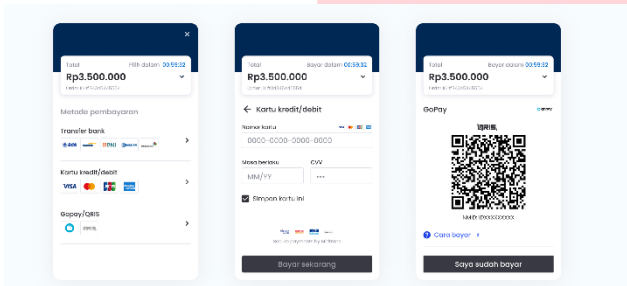 ×
Total
Pilih dalam 00:59:32
Rp3.500.000
Metode pembayaran
Transfer bank
BNI
Kartu kredit/debit
VISA
Gopay/QRIS
Total
Bayar dalam 00:59:32
Rp3.500.000
← Kartu kredit/debit
Nomor kartu
0000-0000-0000-0000
Masa berlaku
CVV
MM/YY
Simpan kartu ini
Bayar sekarang
Total
Bayar dalam 00:59:32
Rp3.500.000
GoPay
QRIS
Cara bayar
Saya sudah bayar